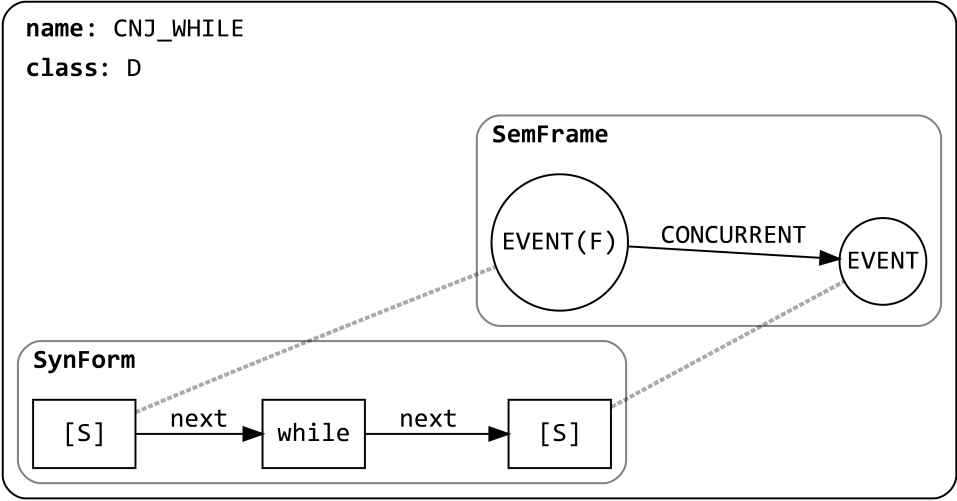 name: CNJ_WHILE
class: D
SemFrame
EVENT(F)
CONCURRENT
EVENT
SynForm
[S]
next
while
next
[S]